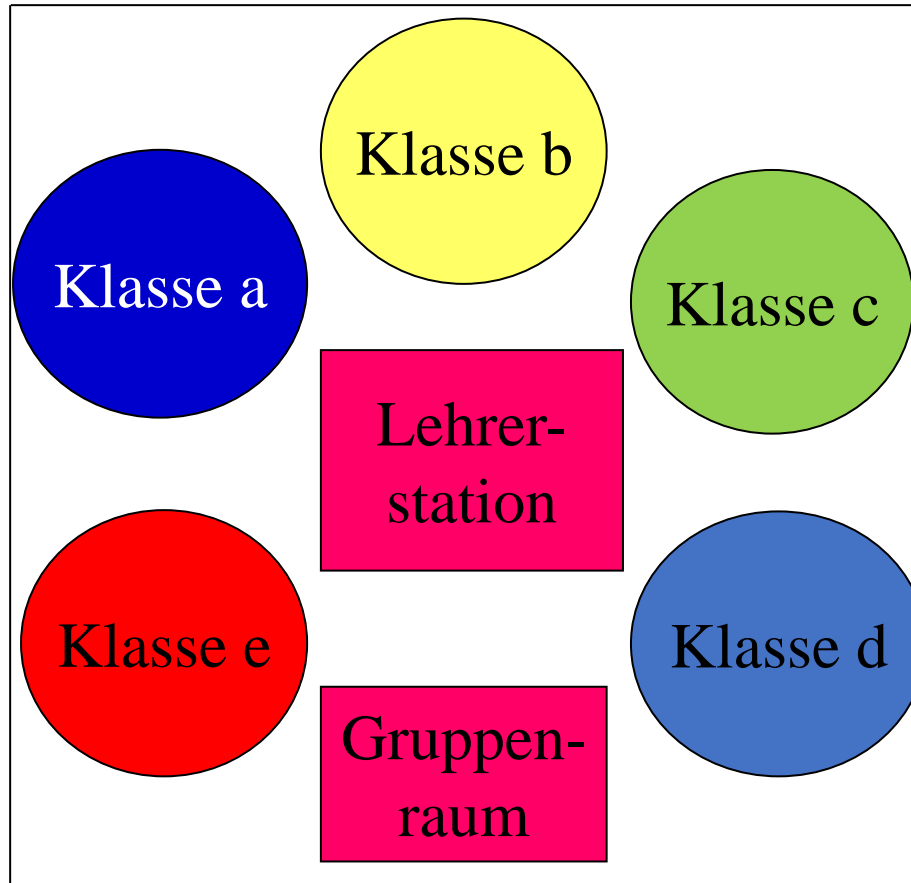 Klasse b
Klasse a
Klasse c
Lehrer-
station
Klasse e
Klasse d
Gruppen-
raum